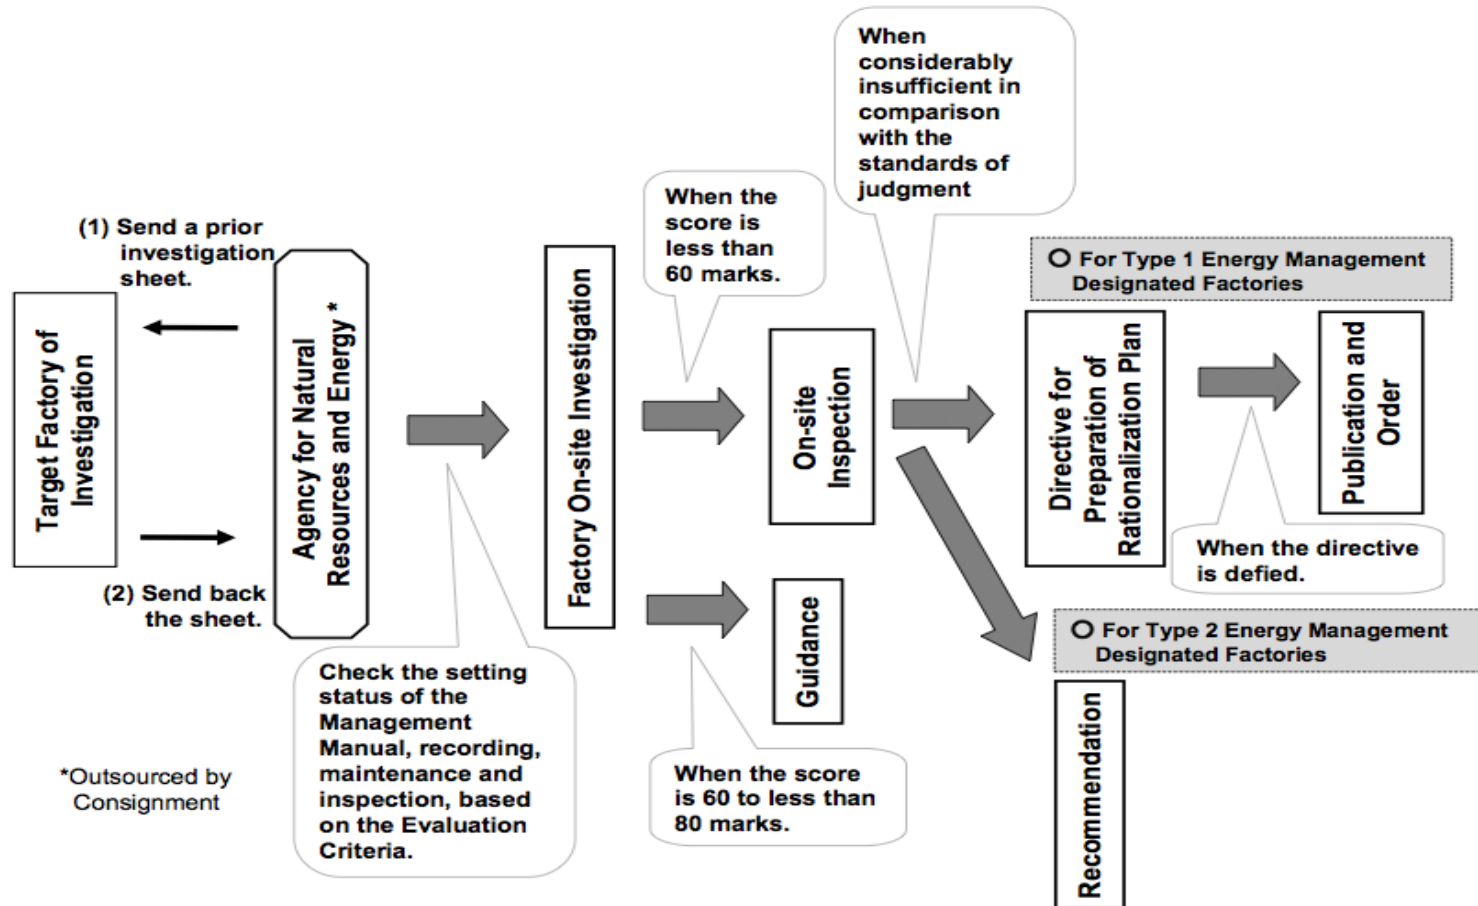 (1) Send a prior
investigation
sheet.
Target Factory of
Investigation
(2) Send back
the sheet.
*Outsourced by
Consignment
Agency for Natural
Resources and Energy *
Check the setting
status of the
Management
Manual, recording,
maintenance and
inspection, based
on the Evaluation
Criteria.
Factory On-site Investigation
When the
score is
less than
60 marks.
On-site
Inspection
Guidance
When the score
is 60 to less than
80 marks.
When
considerably
insufficient in
comparison
with the
standards of
judgment
For Type 1 Energy Management
Designated Factories
Directive for
Preparation of
Rationalization Plan
Publication and
Order
When the directive
is defied.
For Type 2 Energy Management
Designated Factories
Recommendation